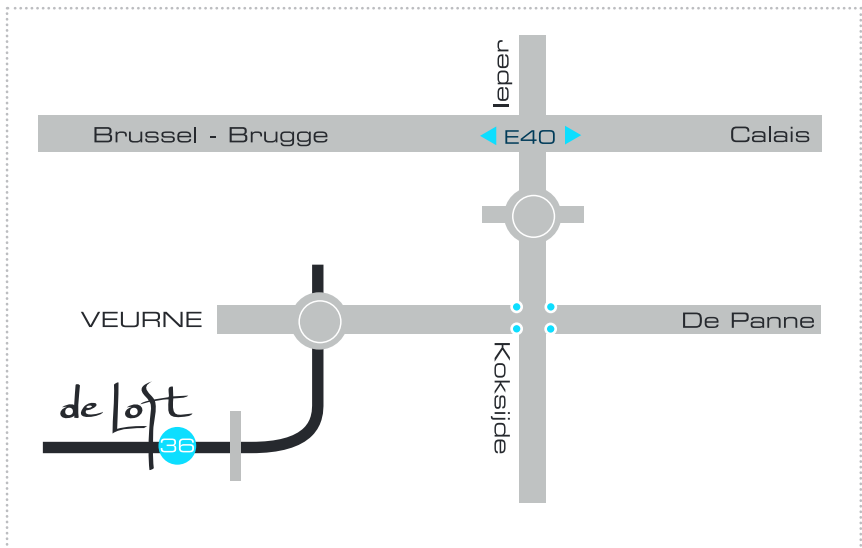 Ieper
Brussel - Brugge
E40
Calais
VEURNE
De Panne
Koksijde
de Loft
36